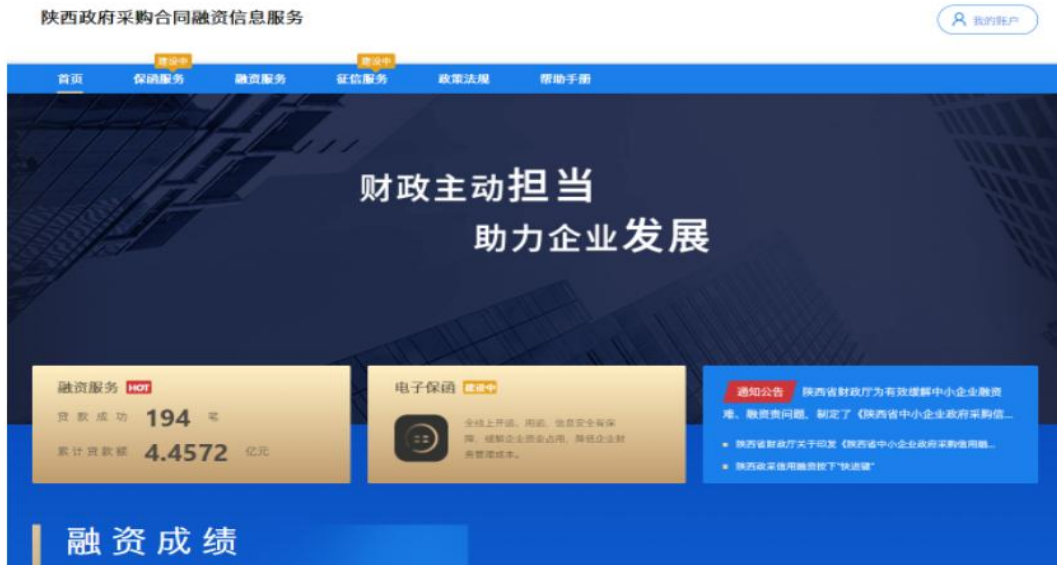 陕西政府采购合同融资信息服务
我的账户
建设中 建设中
首页 保函服务 融资服务 征信服务 政策法规 帮助手册
财政主动担当
助力企业发展
融资服务 HOT
贷款成功 194 笔
累计贷款额 4.4572 亿元
电子保函 建设中
全线上开函、用函、信息安全有保
障，缓解企业资金占用，降低企业财
务管理成本。
通知公告 陕西省财政厅为有效缓解中小企业融资
难、融资贵问题，制定了《陕西省中小企业政府采购信...
陕西省财政厅关于印发《陕西省中小企业政府采购信用融...
陕西政采信用融资按下“快进键”
融资成绩